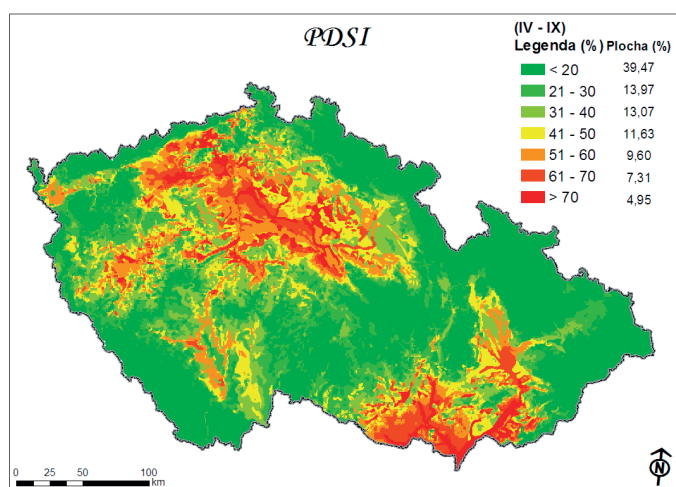 PDSI
(IV - IX)
Legenda (%) Plocha (%)
< 20 39,47
21 - 30 13,97
31 - 40 13,07
41 - 50 11,63
51 - 60 9,60
61 - 70 7,31
> 70 4,95
0 25 50 100
km
N